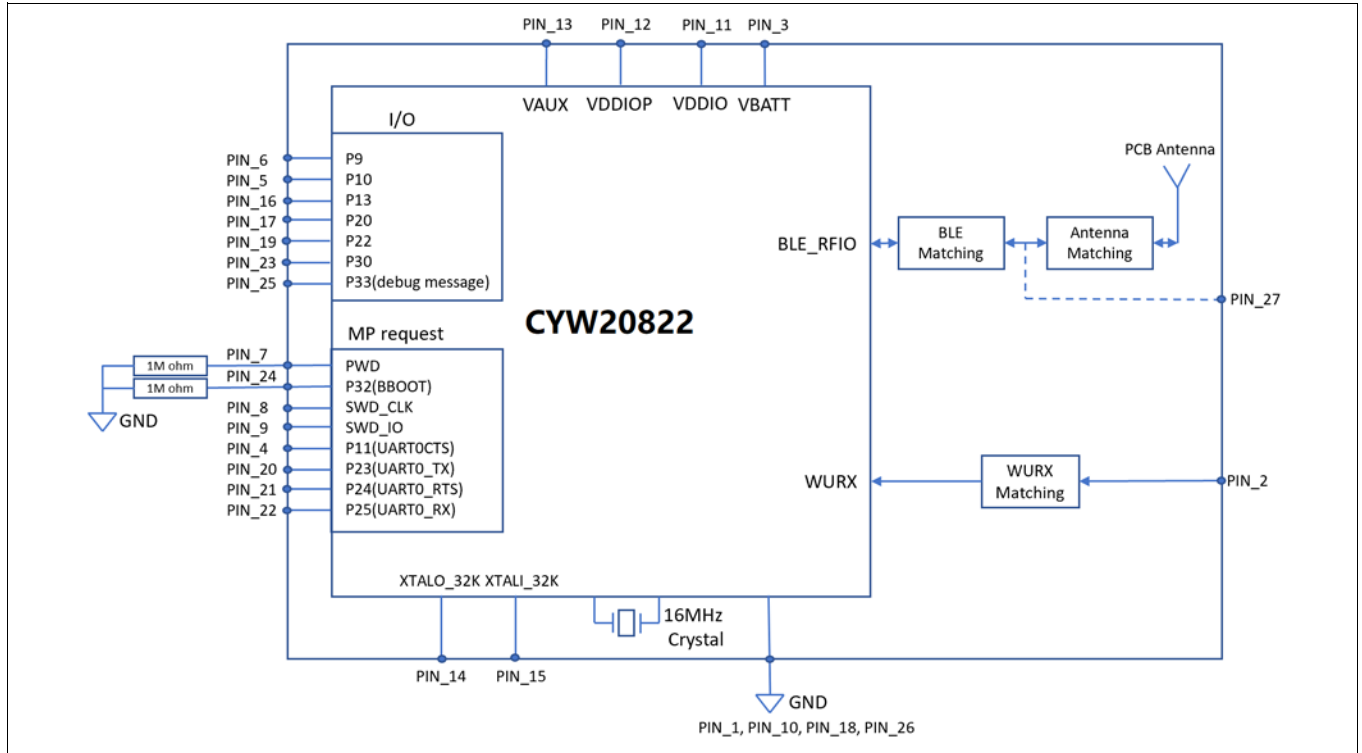 PIN_13 PIN_12 PIN_11 PIN_3
VAUX VDDIOP VDDIO VBATT
I/O
PIN_6 P9
PIN_5 P10
PIN_16 P13
PIN_17 P20
PIN_19 P22
PIN_23 P30
PIN_25 P33(debug message)
PCB Antenna
BLE_RFIO
BLE
Matching
Antenna
Matching
PIN_27
CYW20822
MP request
1M ohm PIN_7 PWD
1M ohm PIN_24 P32(BBOOT)
GND
PIN_8 SWD_CLK
PIN_9 SWD_IO
PIN_4 P11(UART0CTS)
PIN_20 P23(UART0_TX)
PIN_21 P24(UART0_RTS)
PIN_22 P25(UART0_RX)
WURX
WURX
Matching
PIN_2
XTALO_32K XTALI_32K
16MHz
Crystal
PIN_14 PIN_15
GND
PIN_1, PIN_10, PIN_18, PIN_26